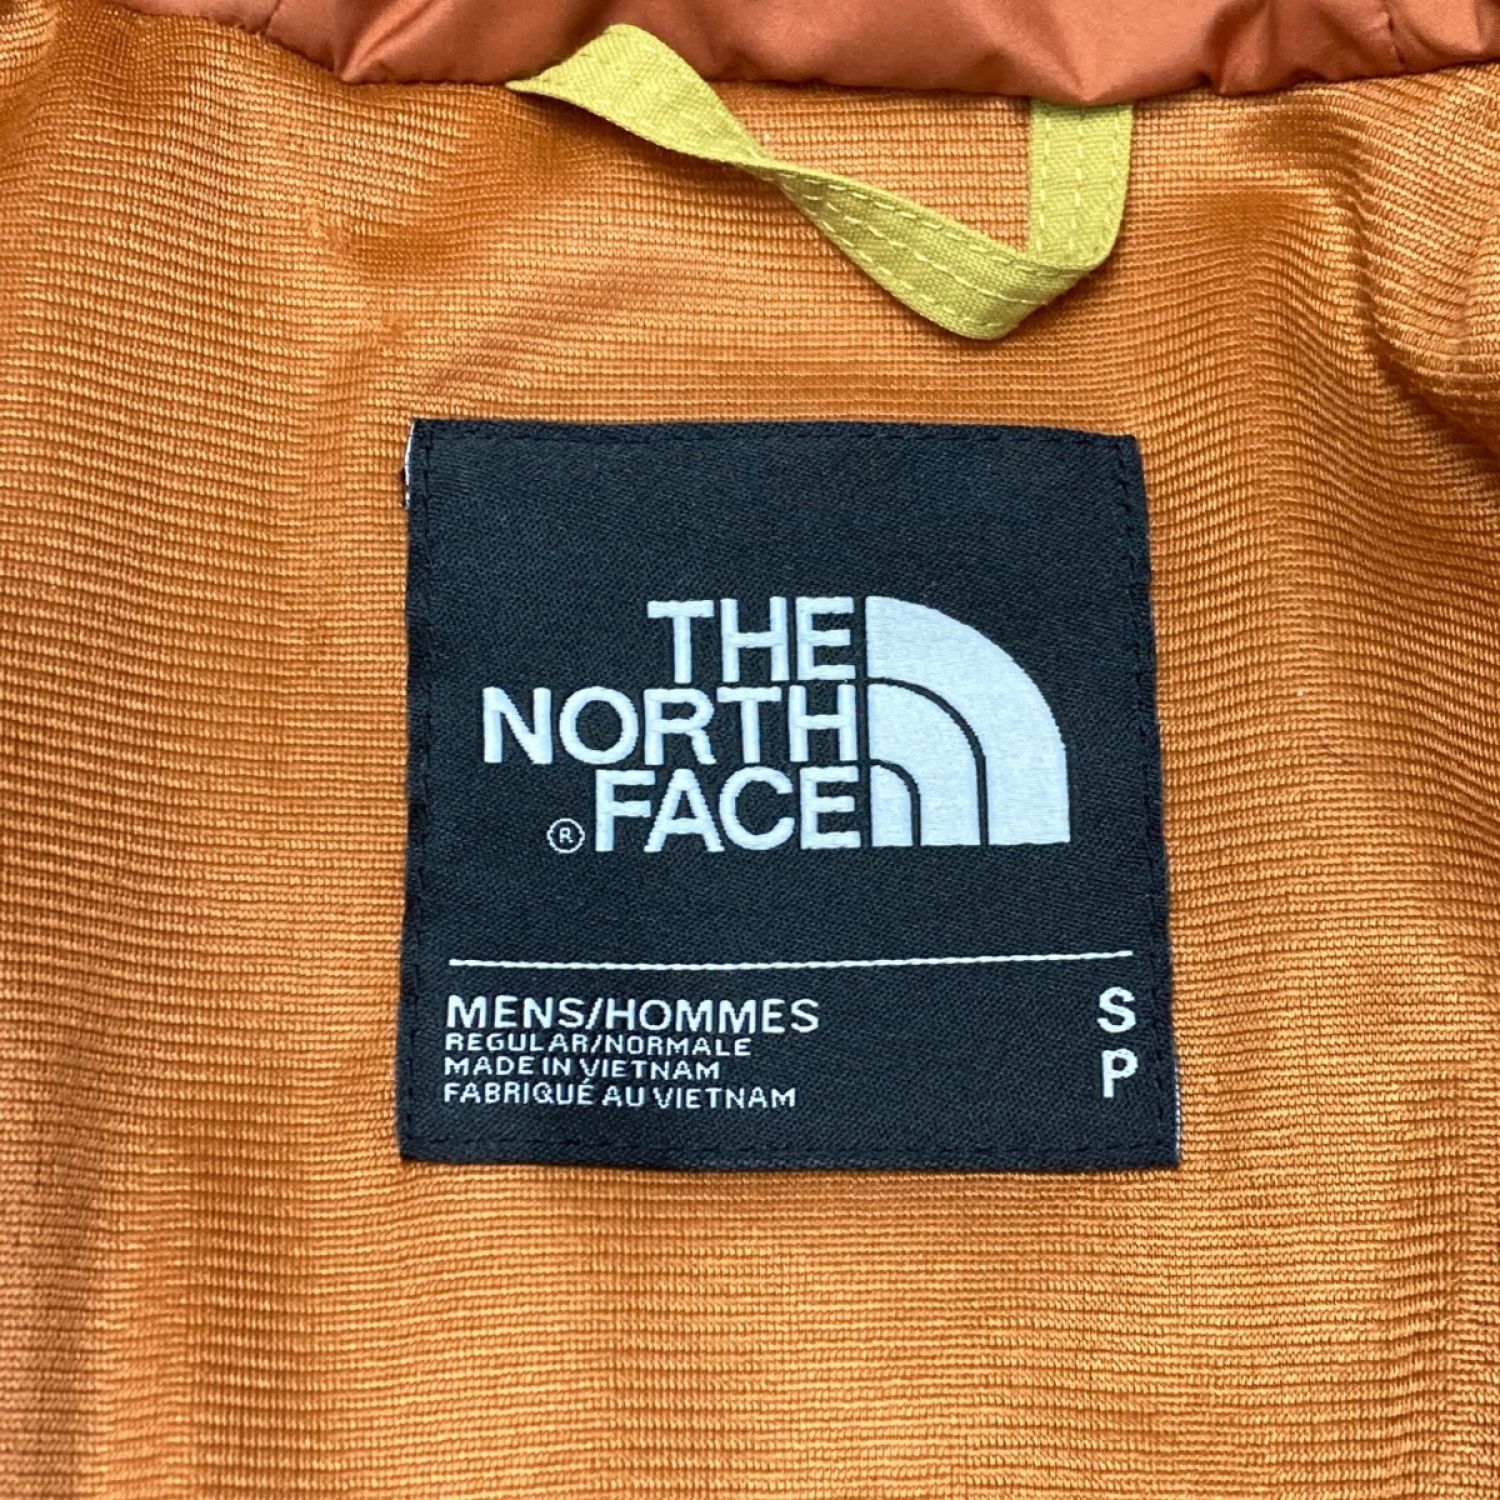 THE
NORTH
® FACE
MENS/HOMMES S
REGULAR/NORMALE
MADE IN VIETNAM P
FABRIQUÉ AU VIETNAM